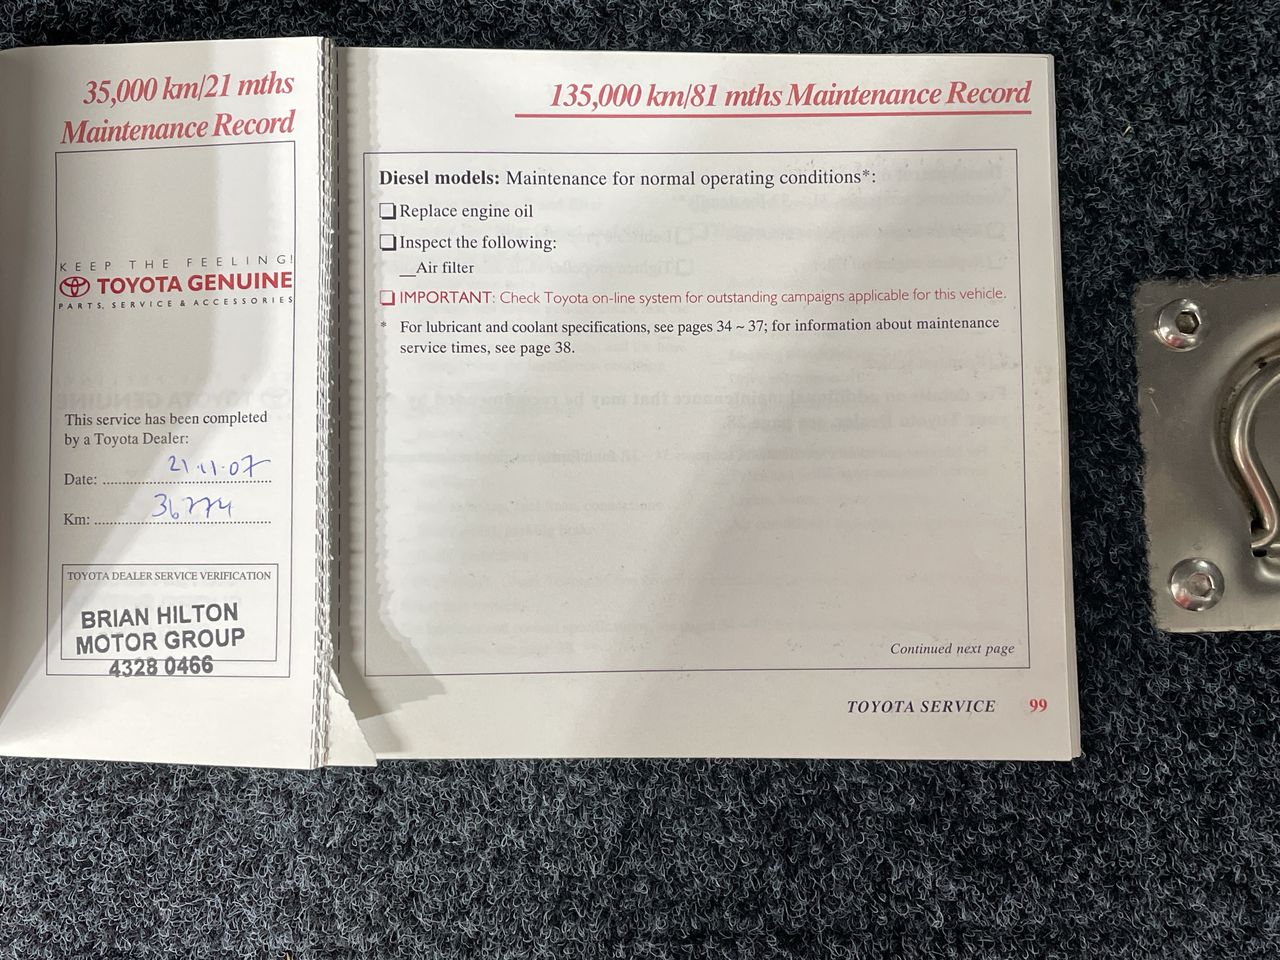 35,000 km/21 mths
Maintenance Record
KEEP THE FEELING!
TOYOTA GENUINE
PARTS, SERVICE & ACCESSORIES
This service has been completed
by a Toyota Dealer:
Date: 21.11.07
Km: 36774
TOYOTA DEALER SERVICE VERIFICATION
BRIAN HILTON
MOTOR GROUP
4328 0466
135,000 km/81 mths Maintenance Record
Diesel models: Maintenance for normal operating conditions*:
Replace engine oil
Inspect the following:
__Air filter
IMPORTANT: Check Toyota on-line system for outstanding campaigns applicable for this vehicle.
* For lubricant and coolant specifications, see pages 34 ~ 37; for information about maintenance
service times, see page 38.
Continued next page
TOYOTA SERVICE 99